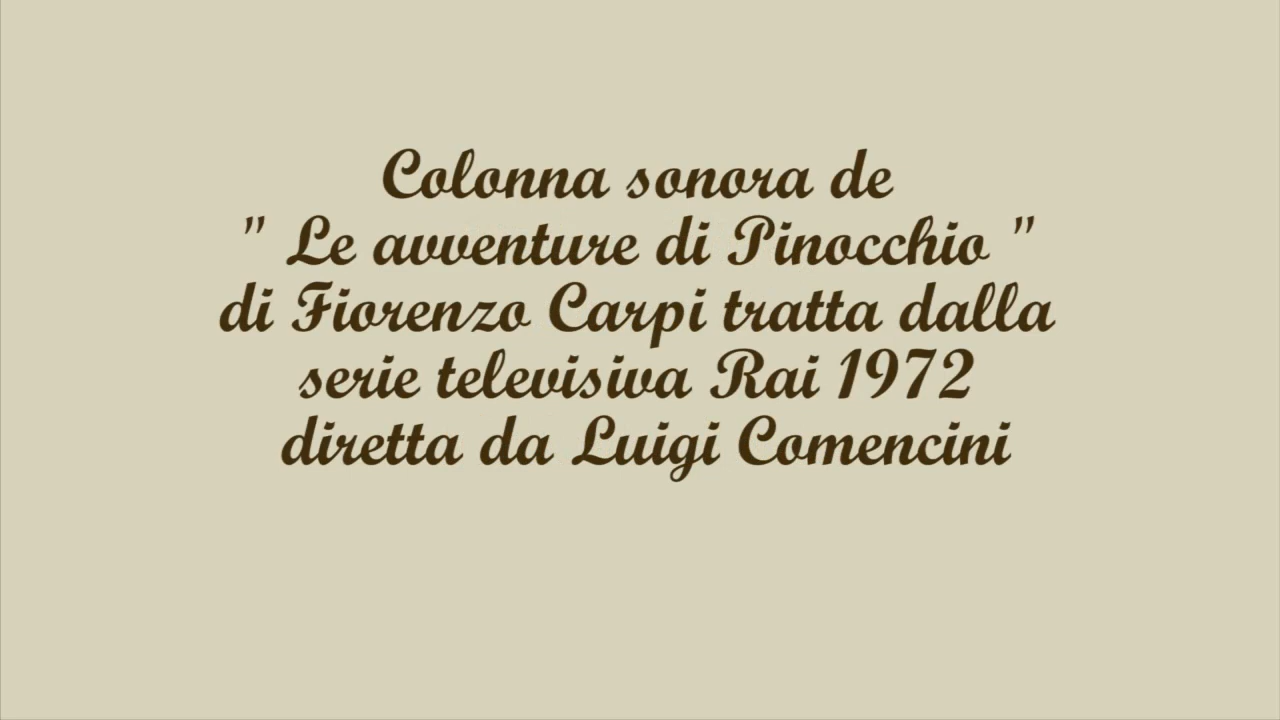 Colonna sonora de
" Le avventure di Pinocchio "
di Fiorenzo Carpi tratta dalla
serie televisiva Rai 1972
diretta da Luigi Comencini